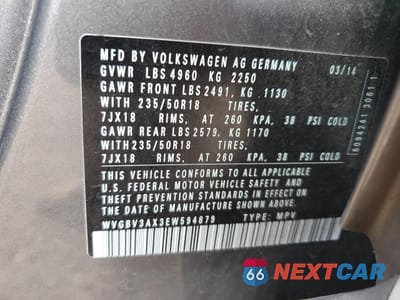 MFD BY VOLKSWAGEN AG GERMANY 03/14
GVWR LBS 4960 KG 2250
GAWR FRONT LBS 2491, KG 1130
WITH 235/50R18 TIRES,
7JX18 RIMS, AT 260 KPA, 38 PSI COLD
GAWR REAR LBS 2579, KG 1170
WITH 235/50R18 TIRES,
7JX18 RIMS, AT 260 KPA, 38 PSI COLD
THIS VEHICLE CONFORMS TO ALL APPLICABLE
U.S. FEDERAL MOTOR VEHICLE SAFETY AND
THEFT PREVENTION STANDARDS IN EFFECT ON
THE DATE OF MANUFACTURE SHOWN ABOVE.
WVGBV3AX3EW594879 TYPE: MPV
66 NEXTCAR